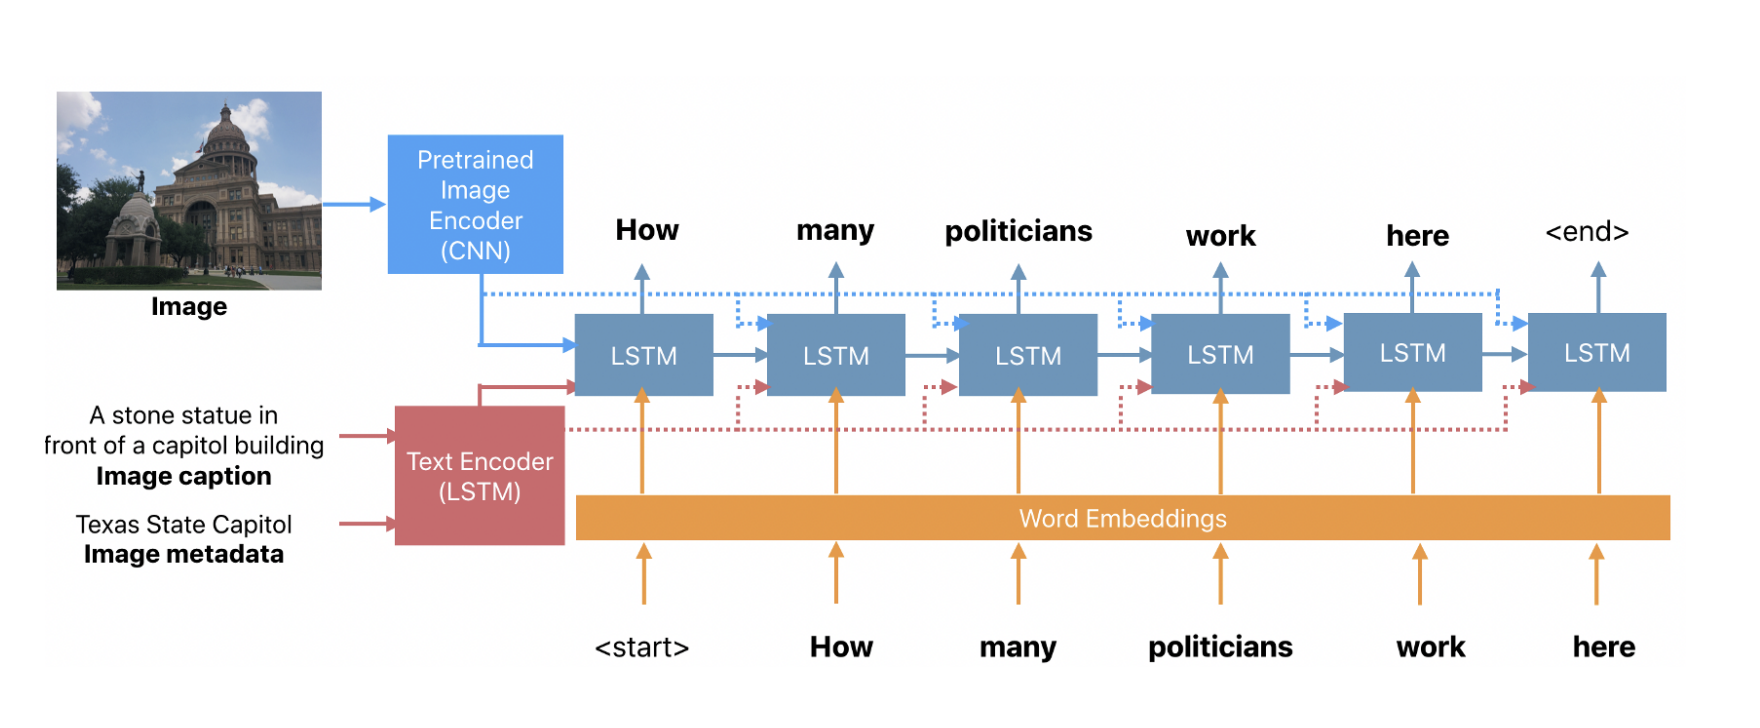 Pretrained
Image
Encoder
(CNN)
How
many
politicians
work
here
<end>
Image
LSTM
LSTM
LSTM
LSTM
LSTM
LSTM
A stone statue in
front of a capitol building
Image caption
Texas State Capitol
Image metadata
Text Encoder
(LSTM)
Word Embeddings
<start>
How
many
politicians
work
here